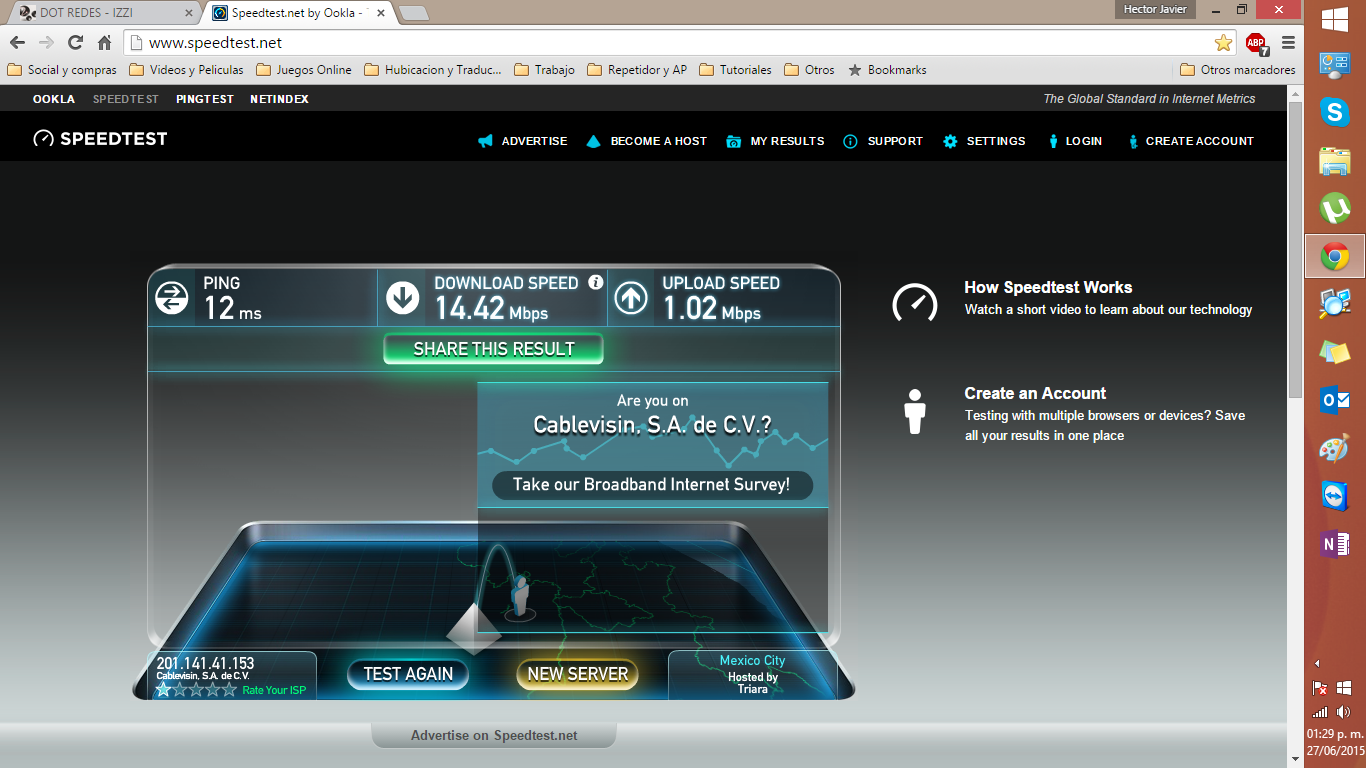 DOT REDES - IZZI
Speedtest.net by Ookla -
Hector Javier
www.speedtest.net
ABP
7
Social y compras
Videos y Peliculas
Juegos Online
Hubicacion y Traduc...
Trabajo
Repetidor y AP
Tutoriales
Otros
Bookmarks
Otros marcadores
OOKLA
SPEEDTEST
PINGTEST
NETINDEX
The Global Standard in Internet Metrics
SPEEDTEST
ADVERTISE
BECOME A HOST
MY RESULTS
SUPPORT
SETTINGS
LOGIN
CREATE ACCOUNT
PING
12 ms
DOWNLOAD SPEED
14.42 Mbps
UPLOAD SPEED
1.02 Mbps
SHARE THIS RESULT
Are you on
Cablevisin, S.A. de C.V.?
Take our Broadband Internet Survey!
How Speedtest Works
Watch a short video to learn about our technology
Create an Account
Testing with multiple browsers or devices? Save
all your results in one place
201.141.41.153
Cablevisin, S.A. de C.V.
Rate Your ISP
TEST AGAIN
NEW SERVER
Mexico City
Hosted by
Triara
Advertise on Speedtest.net
01:29 p. m.
27/06/2015